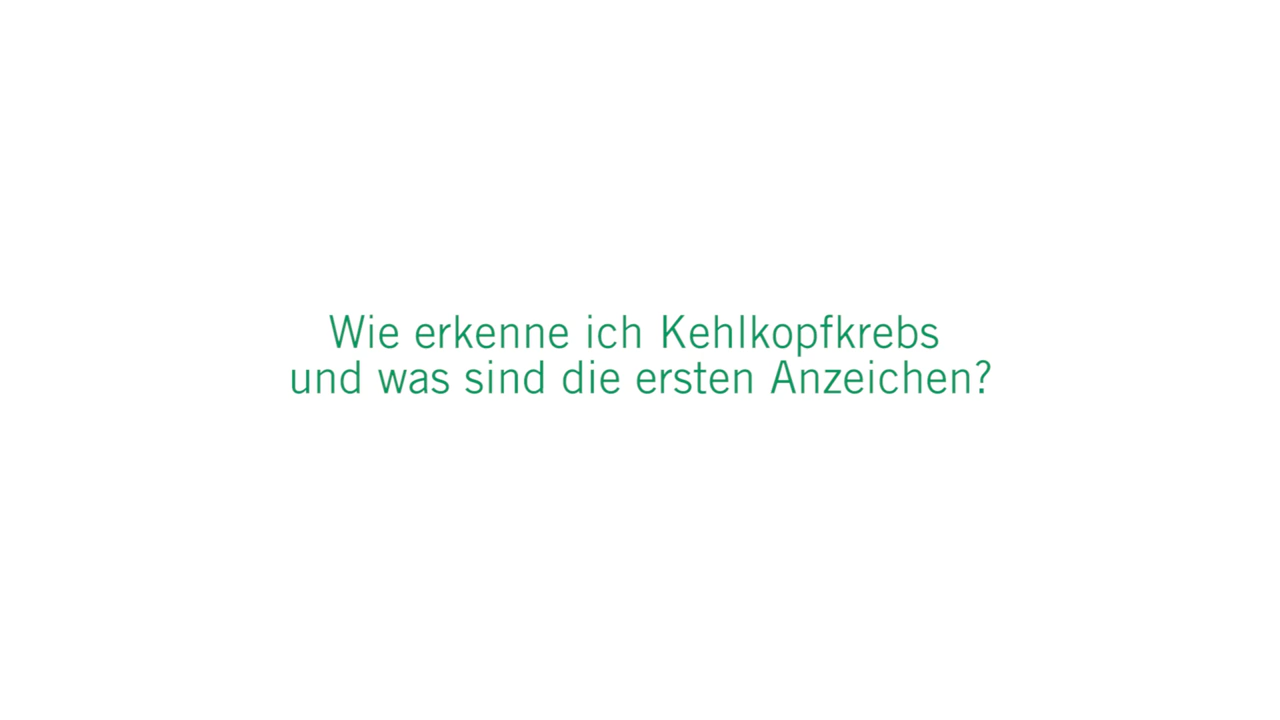 Wie erkenne ich Kehlkopfkrebs
und was sind die ersten Anzeichen?